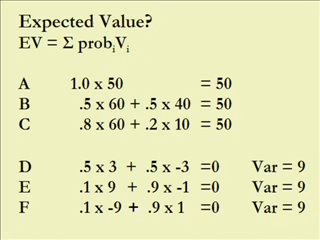 Expected Value?
EV = Σ probᵢVᵢ
A 1.0 x 50 = 50
B .5 x 60 + .5 x 40 = 50
C .8 x 60 + .2 x 10 = 50
D .5 x 3 + .5 x -3 =0 Var = 9
E .1 x 9 + .9 x -1 =0 Var = 9
F .1 x -9 + .9 x 1 =0 Var = 9